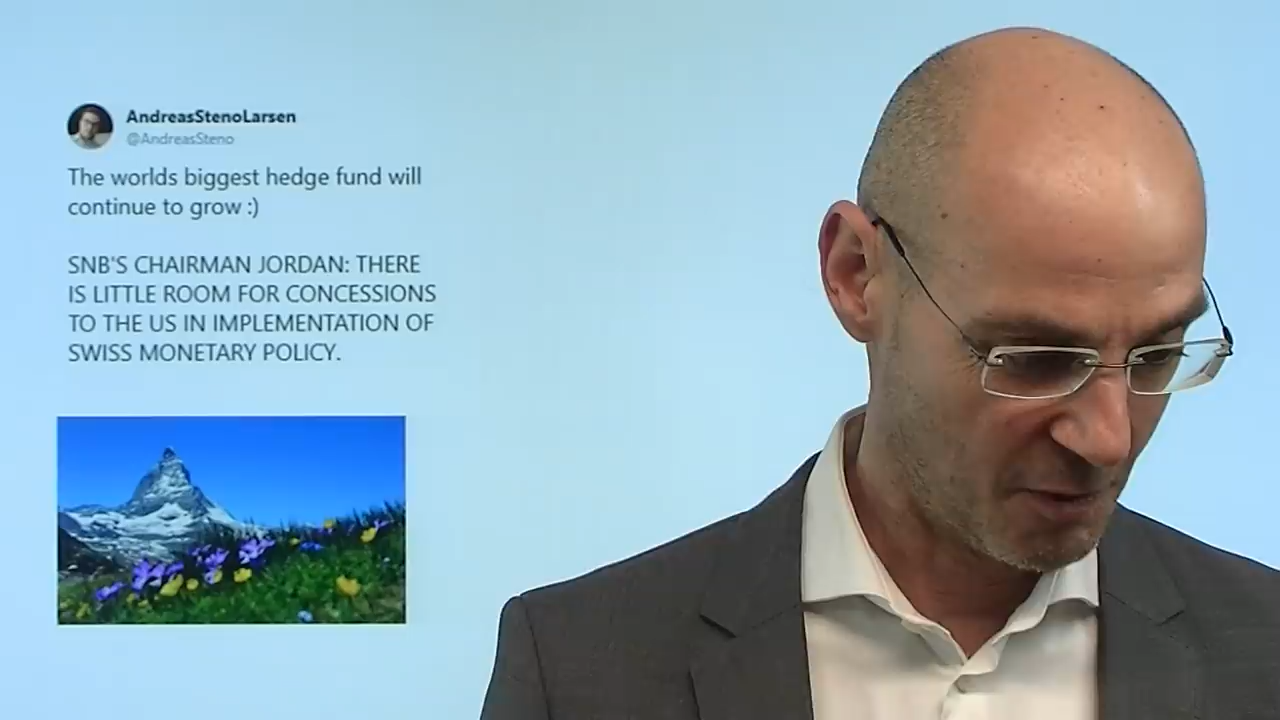 AndreasStenoLarsen
@AndreasSteno
The worlds biggest hedge fund will
continue to grow :)
SNB'S CHAIRMAN JORDAN: THERE
IS LITTLE ROOM FOR CONCESSIONS
TO THE US IN IMPLEMENTATION OF
SWISS MONETARY POLICY.